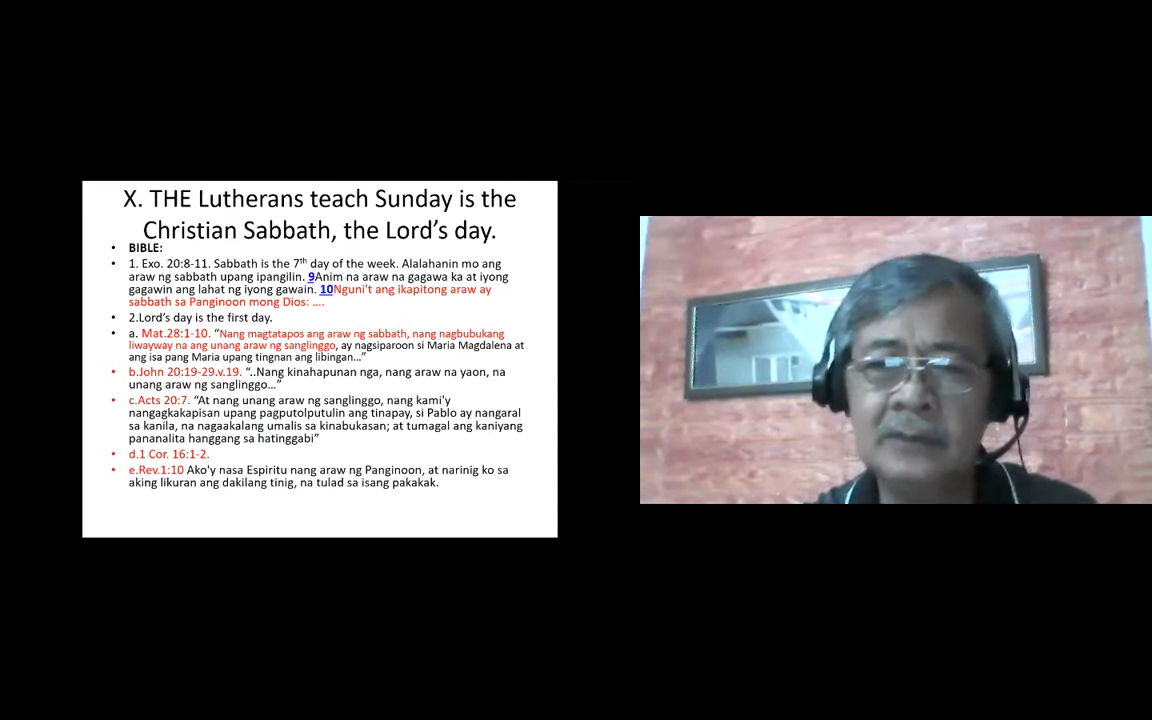 X. THE Lutherans teach Sunday is the
Christian Sabbath, the Lord's day.
• BIBLE:
• 1. Exo. 20:8-11. Sabbath is the 7th day of the week. Alalahanin mo ang
araw ng sabbath upang ipangilin. 9Anim na araw na gagawa ka at iyong
gagawin ang lahat ng iyong gawain. 10Nguni't ang ikapitong araw ay
sabbath sa Panginoon mong Dios: ....
• 2.Lord's day is the first day.
• a. Mat.28:1-10. “Nang magtatapos ang araw ng sabbath, nang nagbubukang
liwayway na ang unang araw ng sanglinggo, ay nagsiparoon si Maria Magdalena at
ang isa pang Maria upang tingnan ang libingan…”
• b.John 20:19-29.v.19. “..Nang kinahapunan nga, nang araw na yaon, na
unang araw ng sanglinggo…”
• c.Acts 20:7. “At nang unang araw ng sanglinggo, nang kami'y
nangagkakapisan upang pagputolputulin ang tinapay, si Pablo ay nangaral
sa kanila, na nagaakalang umalis sa kinabukasan; at tumagal ang kaniyang
pananalita hanggang sa hatinggabi”
• d.1 Cor. 16:1-2.
• e.Rev.1:10 Ako'y nasa Espiritu nang araw ng Panginoon, at narinig ko sa
aking likuran ang dakilang tinig, na tulad sa isang pakakak.